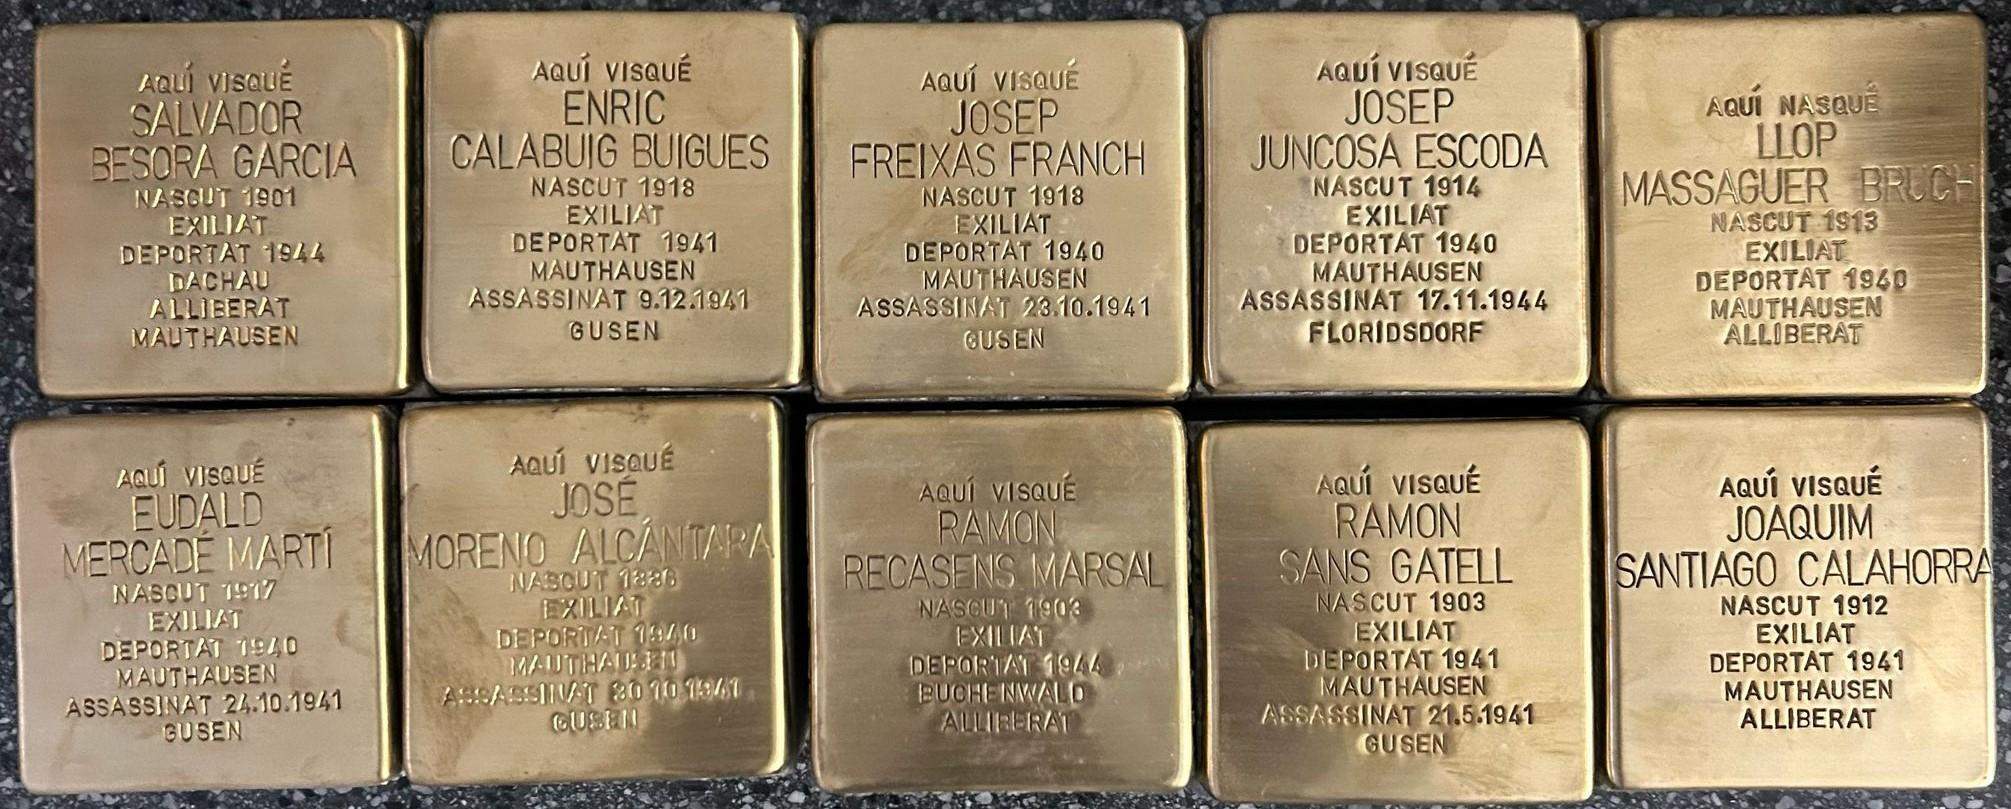 AQUÍ VISQUÉ
SALVADOR
BESORA GARCIA
NASCUT 1901
EXILIAT
DEPORTAT 1944
DACHAU
ALLIBERAT
MAUTHAUSEN
AQUÍ VISQUÉ
ENRIC
CALABUIG BUIGUES
NASCUT 1918
EXILIAT
DEPORTAT 1941
MAUTHAUSEN
ASSASSINAT 9.12.1941
GUSEN
AQUÍ VISQUÉ
JOSEP
FREIXAS FRANCH
NASCUT 1918
EXILIAT
DEPORTAT 1940
MAUTHAUSEN
ASSASSINAT 23.10.1941
GUSEN
AQUÍ VISQUÉ
JOSEP
JUNCOSA ESCODA
NASCUT 1914
EXILIAT
DEPORTAT 1940
MAUTHAUSEN
ASSASSINAT 17.11.1944
FLORIDSDORF
AQUÍ NASQUÉ
LLOP
MASSAGUER BRUCH
NASCUT 1913
EXILIAT
DEPORTAT 1940
MAUTHAUSEN
ALLIBERAT
AQUÍ VISQUÉ
EUDALD
MERCADÉ MARTÍ
NASCUT 1917
EXILIAT
DEPORTAT 1940
MAUTHAUSEN
ASSASSINAT 24.10.1941
GUSEN
AQUÍ VISQUÉ
JOSÉ
MORENO ALCÁNTARA
NASCUT 1886
EXILIAT
DEPORTAT 1940
MAUTHAUSEN
ASSASSINAT 30.10.1941
GUSEN
AQUÍ VISQUÉ
RAMON
RECASENS MARSAL
NASCUT 1903
EXILIAT
DEPORTAT 1944
BUCHENWALD
ALLIBERAT
AQUÍ VISQUÉ
RAMON
SANS GATELL
NASCUT 1903
EXILIAT
DEPORTAT 1941
MAUTHAUSEN
ASSASSINAT 21.5.1941
GUSEN
AQUÍ VISQUÉ
JOAQUIM
SANTIAGO CALAHORRA
NASCUT 1912
EXILIAT
DEPORTAT 1941
MAUTHAUSEN
ALLIBERAT